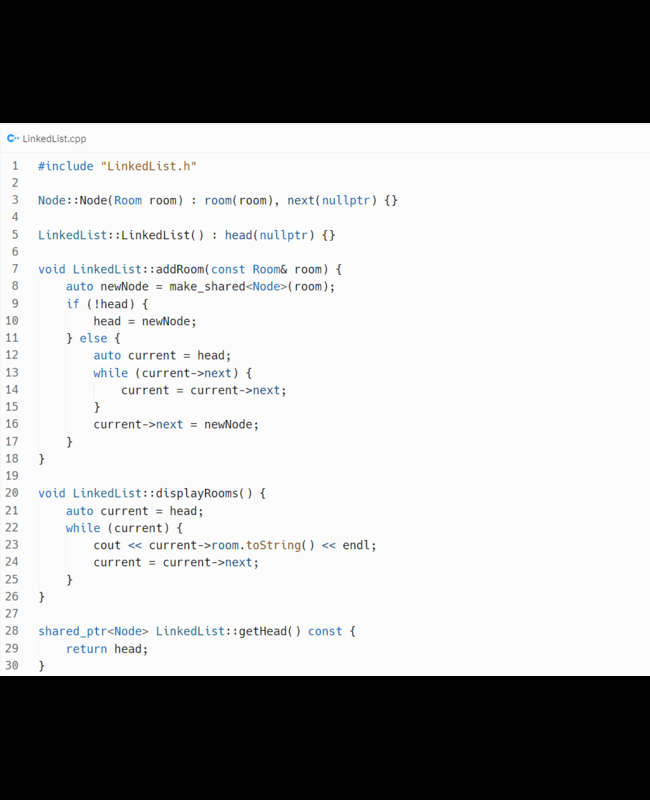 C++ LinkedList.cpp
1 #include "LinkedList.h"
2
3 Node::Node(Room room) : room(room), next(nullptr) {}
4
5 LinkedList::LinkedList() : head(nullptr) {}
6
7 void LinkedList::addRoom(const Room& room) {
8     auto newNode = make_shared<Node>(room);
9     if (!head) {
10         head = newNode;
11     } else {
12         auto current = head;
13         while (current->next) {
14             current = current->next;
15         }
16         current->next = newNode;
17     }
18 }
19
20 void LinkedList::displayRooms() {
21     auto current = head;
22     while (current) {
23         cout << current->room.toString() << endl;
24         current = current->next;
25     }
26 }
27
28 shared_ptr<Node> LinkedList::getHead() const {
29     return head;
30 }